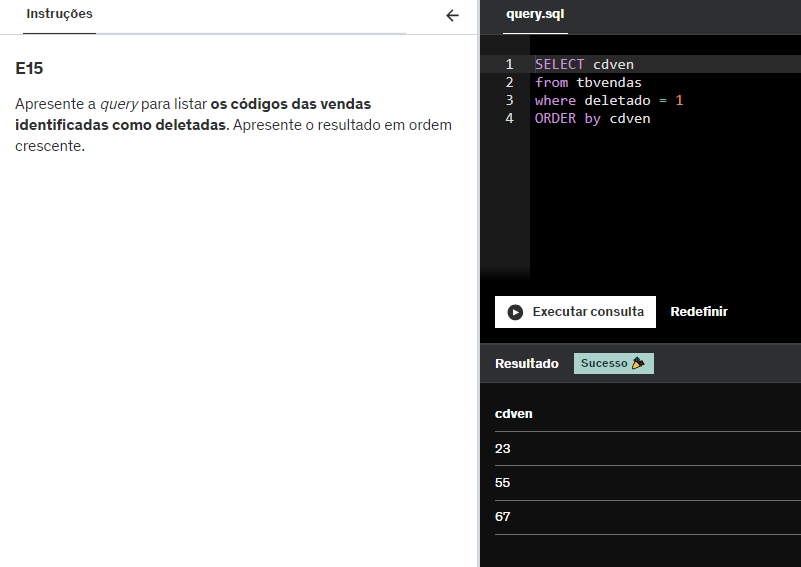 Instruções
E15
Apresente a query para listar os códigos das vendas
identificadas como deletadas. Apresente o resultado em ordem
crescente.
query.sql
1 SELECT cdven
2 from tbvendas
3 where deletado = 1
4 ORDER by cdven
Executar consulta Redefinir
Resultado Sucesso
cdven
23
55
67